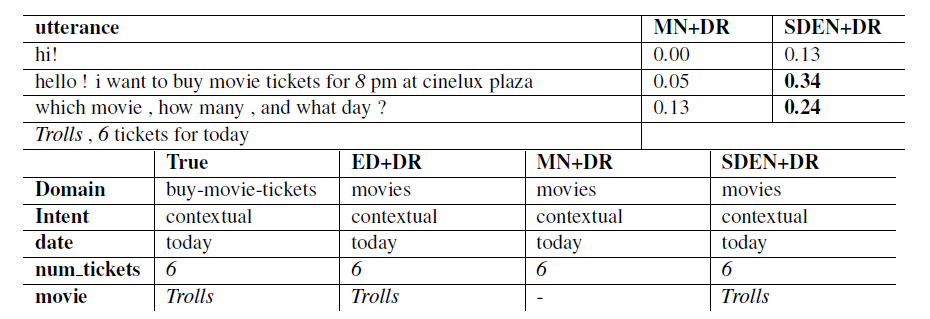 utterance MN+DR SDEN+DR
hi! 0.00 0.13
hello ! i want to buy movie tickets for 8 pm at cinelux plaza 0.05 0.34
which movie , how many , and what day ? 0.13 0.24
Trolls , 6 tickets for today
True ED+DR MN+DR SDEN+DR
Domain buy-movie-tickets movies movies movies
Intent contextual contextual contextual contextual
date today today today today
num_tickets 6 6 6 6
movie Trolls Trolls - Trolls